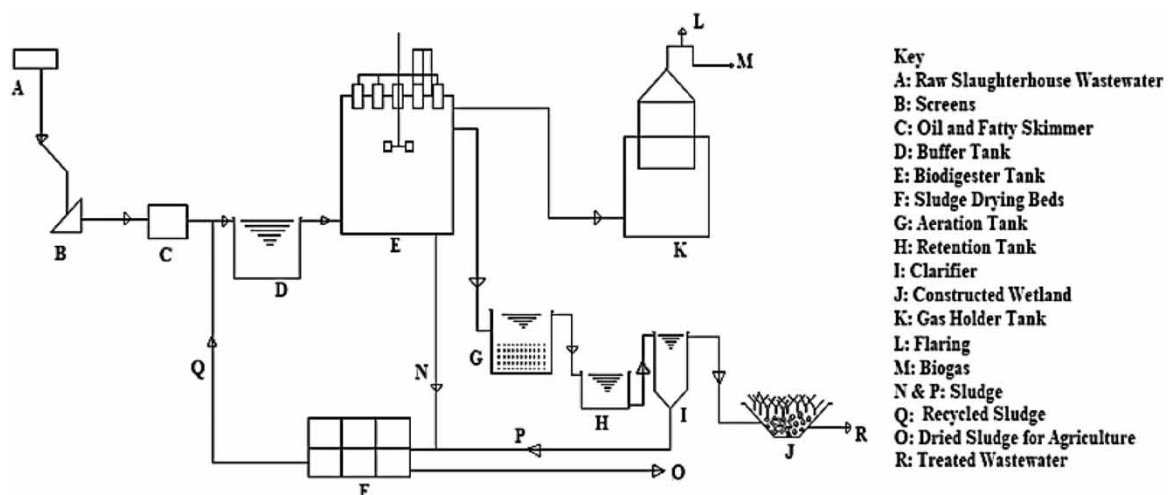 L
M
A
B
C
D
E
K
G
H
I
J
R
N
Q
P
O
F
Key
A: Raw Slaughterhouse Wastewater
B: Screens
C: Oil and Fatty Skimmer
D: Buffer Tank
E: Biodigester Tank
F: Sludge Drying Beds
G: Aeration Tank
H: Retention Tank
I: Clarifier
J: Constructed Wetland
K: Gas Holder Tank
L: Flaring
M: Biogas
N & P: Sludge
Q: Recycled Sludge
O: Dried Sludge for Agriculture
R: Treated Wastewater